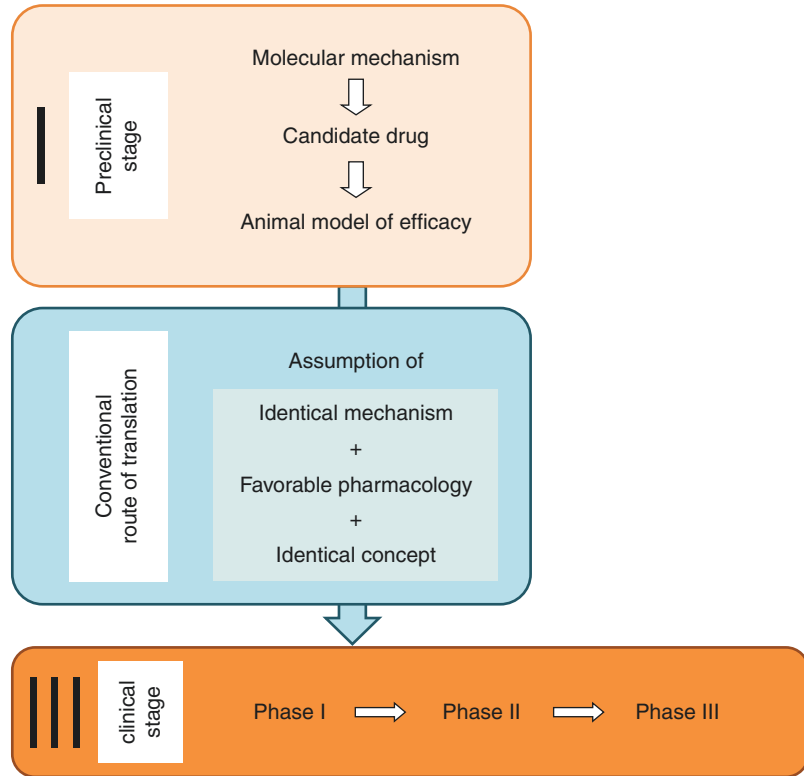 Preclinical
stage
Molecular mechanism
Candidate drug
Animal model of efficacy
Conventional
route of translation
Assumption of
Identical mechanism
+
Favorable pharmacology
+
Identical concept
clinical
stage
Phase I
Phase II
Phase III